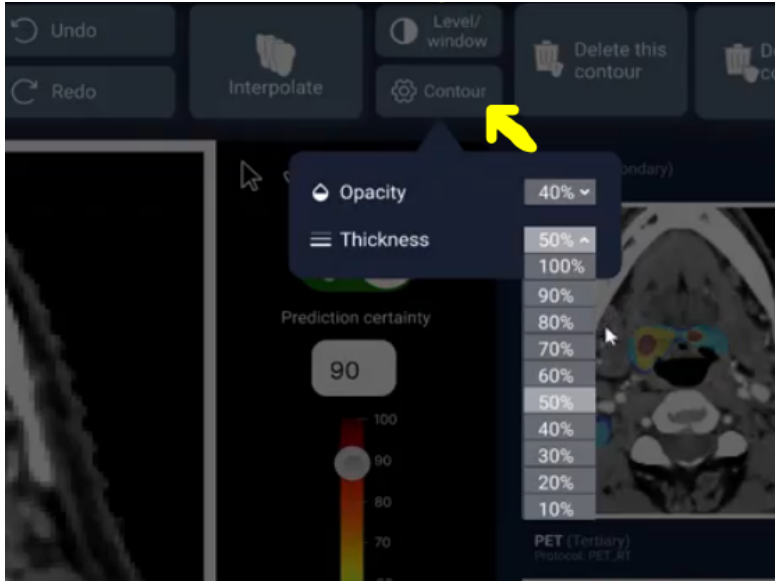 Undo
Redo
Interpolate
Level/
window
Contour
Delete this
contour
Opacity
40%
Thickness
50%
100%
90%
80%
70%
60%
50%
40%
30%
20%
10%
Prediction certainty
90
100
90
80
70
PET (Tertiary)
Protocol: PET_RT